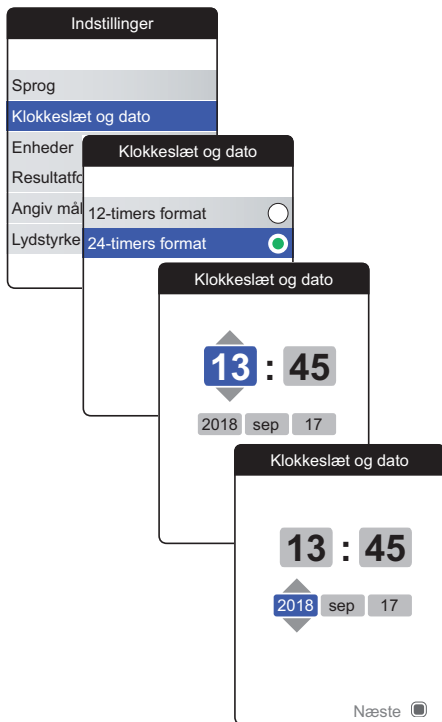 Indstillinger
Sprog
Klokkeslæt og dato
Enheder
Resultatfo
Angiv mål
Lydstyrke
Klokkeslæt og dato
12-timers format
24-timers format
Klokkeslæt og dato
13 : 45
2018 sep 17
Klokkeslæt og dato
13 : 45
2018 sep 17
Næste